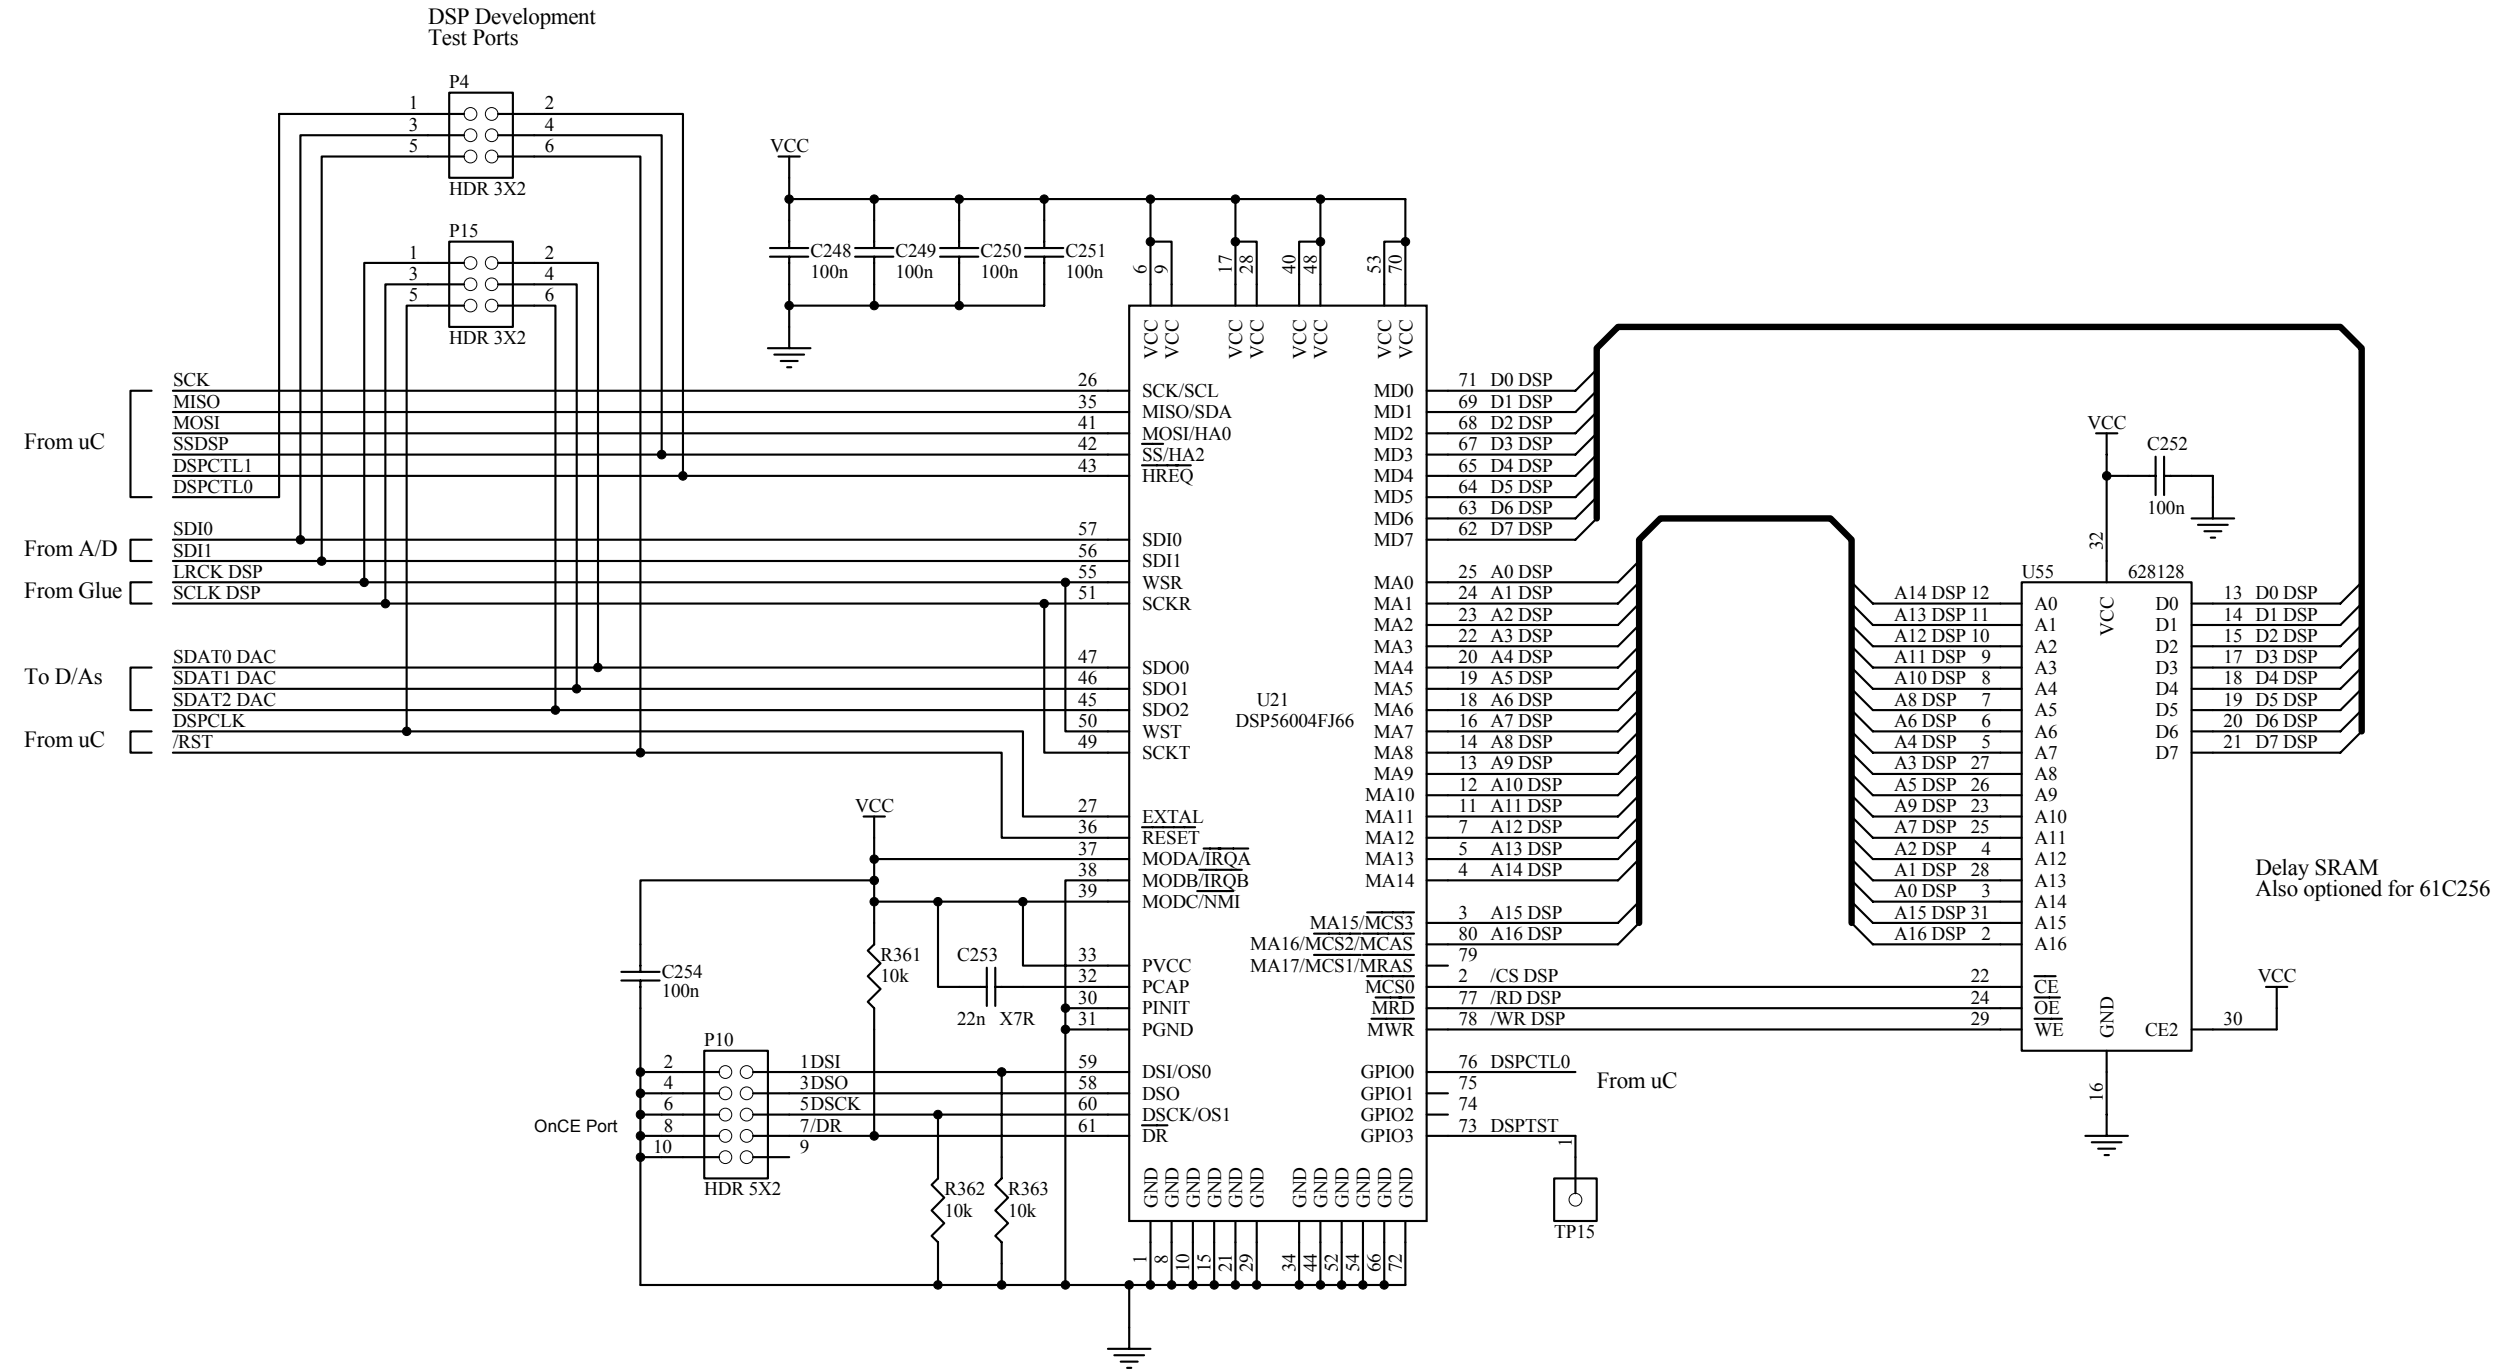 DSP Development
Test Ports
P4
1
2
3
4
5
6
HDR 3X2
P15
1
2
3
4
5
6
HDR 3X2
VCC
C248
100n
C249
100n
C250
100n
C251
100n
6
9
17
28
40
48
53
70
VCC
VCC
VCC
VCC
VCC
VCC
VCC
VCC
From uC
SCK
26
SCK/SCL
MISO
35
MISO/SDA
MOSI
41
MOSI/HA0
SSDSP
42
SS/HA2
DSPCTL1
43
HREQ
DSPCTL0
From A/D
SDI0
57
SDI0
SDI1
56
SDI1
From Glue
LRCK DSP
55
WSR
SCLK DSP
51
SCKR
To D/As
SDAT0 DAC
47
SDO0
SDAT1 DAC
46
SDO1
SDAT2 DAC
45
SDO2
From uC
DSPCLK
50
WST
/RST
49
SCKT
U21
DSP56004FJ66
VCC
27
EXTAL
36
RESET
37
MODA/IRQA
38
MODB/IRQB
39
MODC/NMI
C254
100n
R361
10k
C253
22n X7R
33
PVCC
32
PCAP
30
PINIT
31
PGND
OnCE Port
P10
2
1DSI
59
DSI/OS0
4
3DSO
58
DSO
6
5DSCK
60
DSCK/OS1
8
7/DR
61
DR
10
9
HDR 5X2
R362
10k
R363
10k
GND
GND
GND
GND
GND
GND
GND
GND
GND
GND
GND
GND
1
8
10
15
21
29
34
44
52
54
66
72
MD0
71 D0 DSP
MD1
69 D1 DSP
MD2
68 D2 DSP
MD3
67 D3 DSP
MD4
65 D4 DSP
MD5
64 D5 DSP
MD6
63 D6 DSP
MD7
62 D7 DSP
MA0
25 A0 DSP
MA1
24 A1 DSP
MA2
23 A2 DSP
MA3
22 A3 DSP
MA4
20 A4 DSP
MA5
19 A5 DSP
MA6
18 A6 DSP
MA7
16 A7 DSP
MA8
14 A8 DSP
MA9
13 A9 DSP
MA10
12 A10 DSP
MA11
11 A11 DSP
MA12
7 A12 DSP
MA13
5 A13 DSP
MA14
4 A14 DSP
MA15/MCS3
3 A15 DSP
MA16/MCS2/MCAS
80 A16 DSP
MA17/MCS1/MRAS
79
MCS0
2 /CS DSP
MRD
77 /RD DSP
MWR
78 /WR DSP
GPIO0
76 DSPCTL0
From uC
GPIO1
75
GPIO2
74
GPIO3
73 DSPTST
1
TP15
VCC
C252
100n
32
U55
628128
VCC
A14 DSP 12
A0
A13 DSP 11
A1
A12 DSP 10
A2
A11 DSP 9
A3
A10 DSP 8
A4
A8 DSP 7
A5
A6 DSP 6
A6
A4 DSP 5
A7
A3 DSP 27
A8
A5 DSP 26
A9
A9 DSP 23
A10
A7 DSP 25
A11
A2 DSP 4
A12
A1 DSP 28
A13
A0 DSP 3
A14
A15 DSP 31
A15
A16 DSP 2
A16
22
CE
24
OE
29
WE
GND
16
D0
13 D0 DSP
D1
14 D1 DSP
D2
15 D2 DSP
D3
17 D3 DSP
D4
18 D4 DSP
D5
19 D5 DSP
D6
20 D6 DSP
D7
21 D7 DSP
CE2
30
VCC
Delay SRAM
Also optioned for 61C256